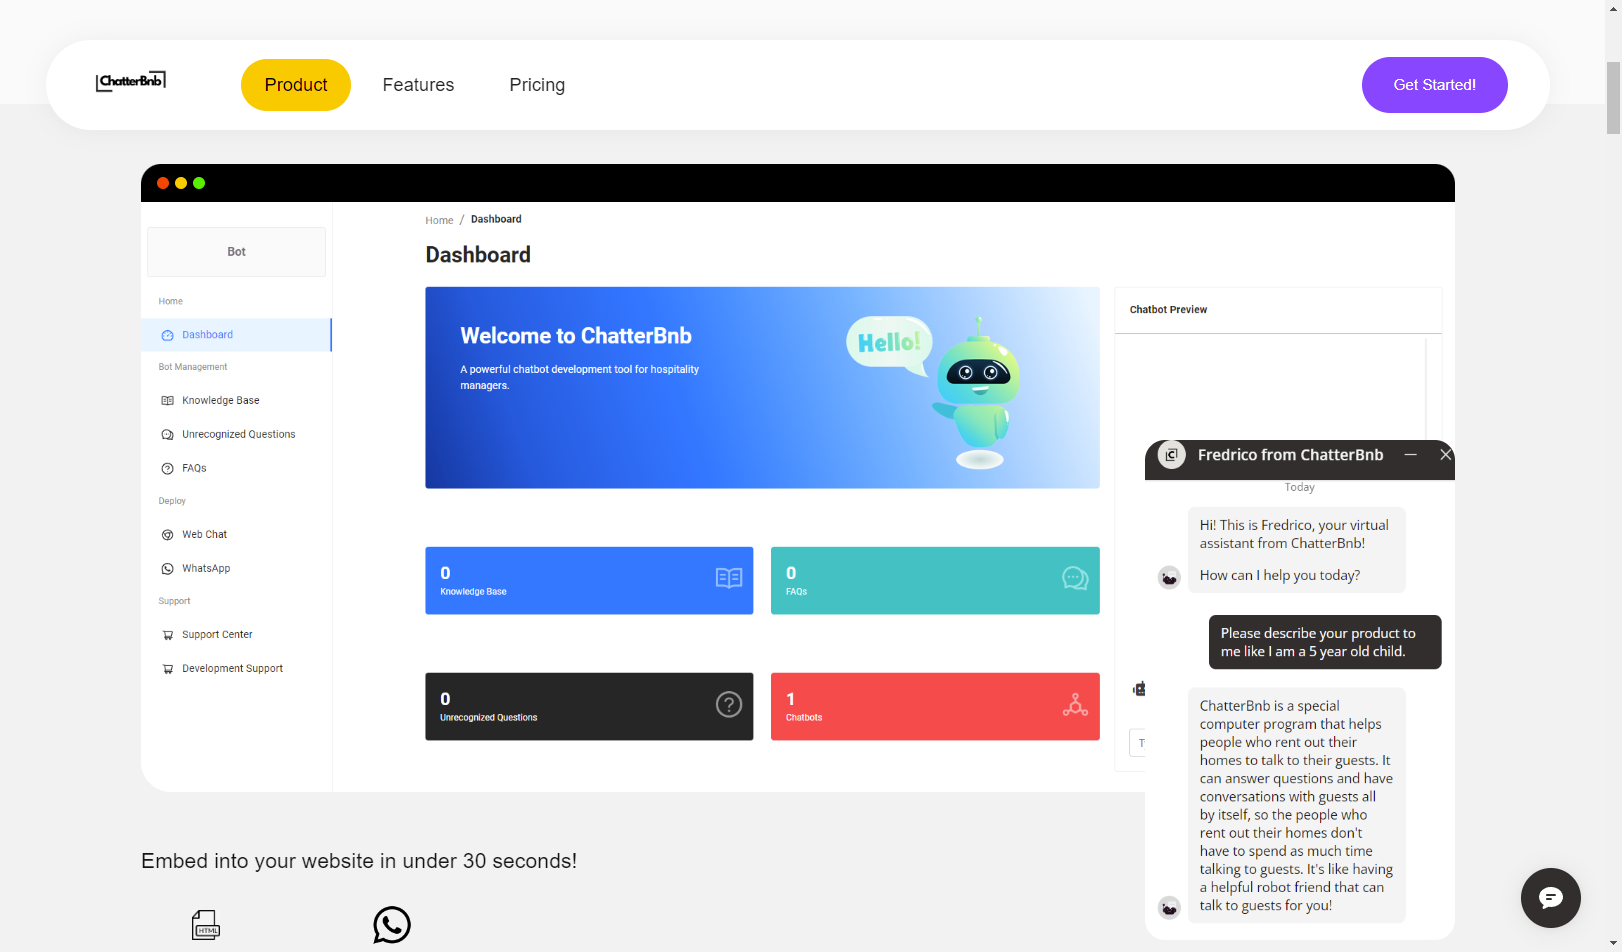 ChatterBnb
Product
Features
Pricing
Get Started!
Home / Dashboard
Dashboard
Bot
Home
Dashboard
Bot Management
Knowledge Base
Unrecognized Questions
FAQs
Deploy
Web Chat
WhatsApp
Support
Support Center
Development Support
Welcome to ChatterBnb
A powerful chatbot development tool for hospitality
managers.
Hello!
0
Knowledge Base
0
FAQs
0
Unrecognized Questions
1
Chatbots
Chatbot Preview
Fredrico from ChatterBnb
Today
Hi! This is Fredrico, your virtual
assistant from ChatterBnb!
How can I help you today?
Please describe your product to
me like I am a 5 year old child.
ChatterBnb is a special
computer program that helps
people who rent out their
homes to talk to their guests. It
can answer questions and have
conversations with guests all
by itself, so the people who
rent out their homes don't
have to spend as much time
talking to guests. It's like having
a helpful robot friend that can
talk to guests for you!
Embed into your website in under 30 seconds!
HTML